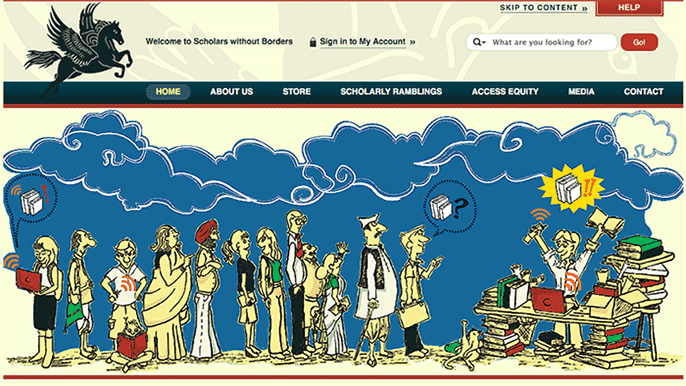 SKIP TO CONTENT »
HELP
Welcome to Scholars without Borders
Sign in to My Account »
What are you looking for?
Go!
HOME
ABOUT US
STORE
SCHOLARLY RAMBLINGS
ACCESS EQUITY
MEDIA
CONTACT
!
?
!!